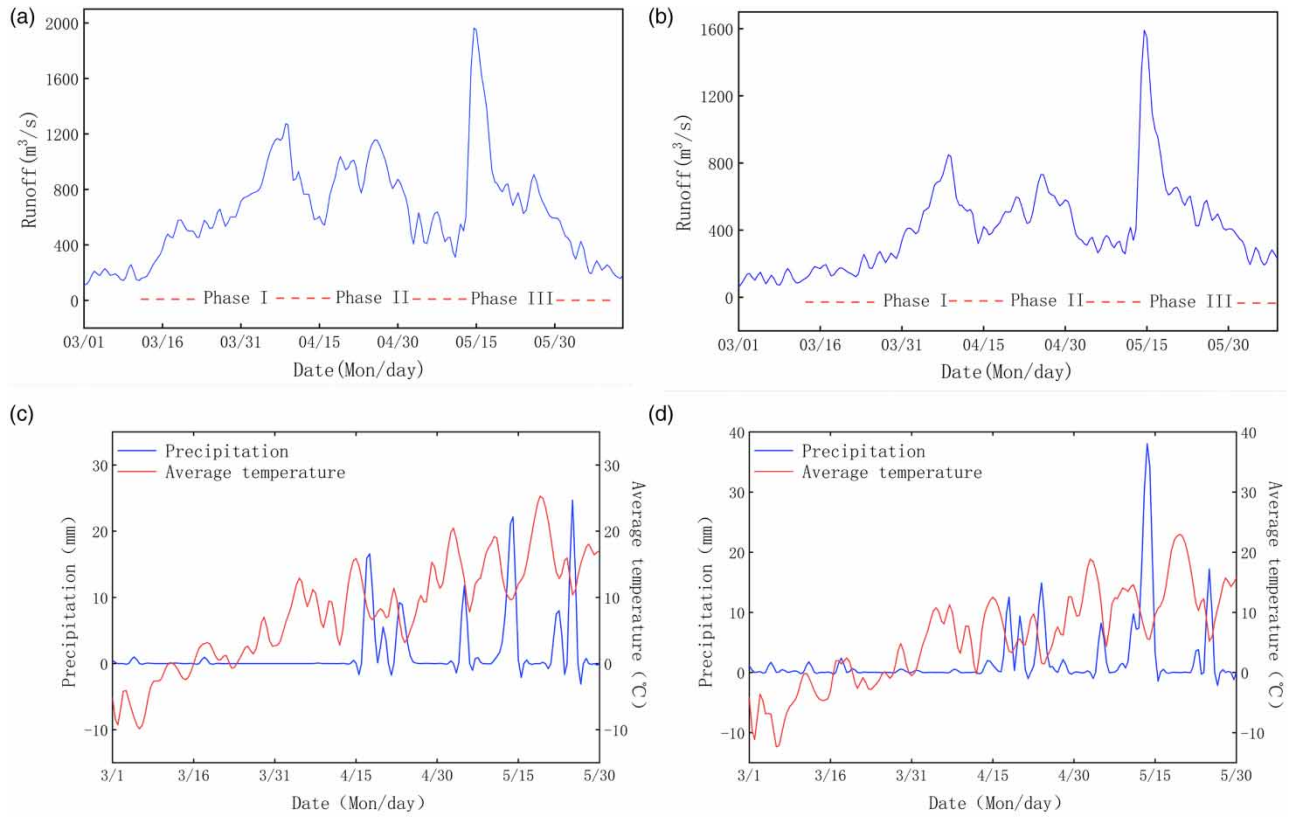 (a)
2000
1600
1200
800
400
0
Runoff(m³/s)
Phase I
Phase II
Phase III
03/01 03/16 03/31 04/15 04/30 05/15 05/30
Date(Mon/day)
(b)
1600
1200
800
400
0
Runoff(m³/s)
Phase I
Phase II
Phase III
03/01 03/16 03/31 04/15 04/30 05/15 05/30
Date(Mon/day)
(c)
Precipitation
Average temperature
30
20
10
0
-10
Precipitation (mm)
30
20
10
0
-10
Average temperature (℃)
3/1 3/16 3/31 4/15 4/30 5/15 5/30
Date (Mon/day)
(d)
Precipitation
Average temperature
40
30
20
10
0
-10
Precipitation (mm)
40
30
20
10
0
-10
Average temperature (℃)
3/1 3/16 3/31 4/15 4/30 5/15 5/30
Date (Mon/day)